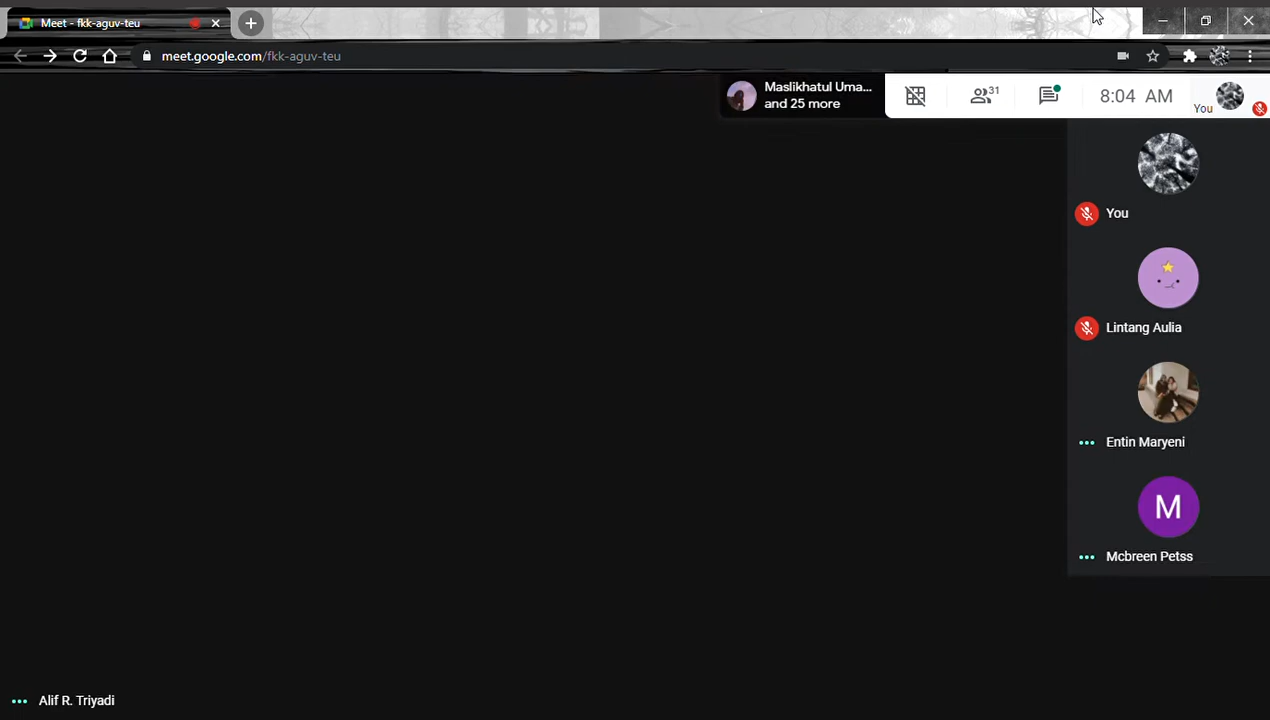 Meet - fkk-aguv-teu
meet.google.com/fkk-aguv-teu
Maslikhatul Uma...
and 25 more
31
8:04 AM
You
You
Lintang Aulia
Entin Maryeni
M
Mcbreen Petss
Alif R. Triyadi